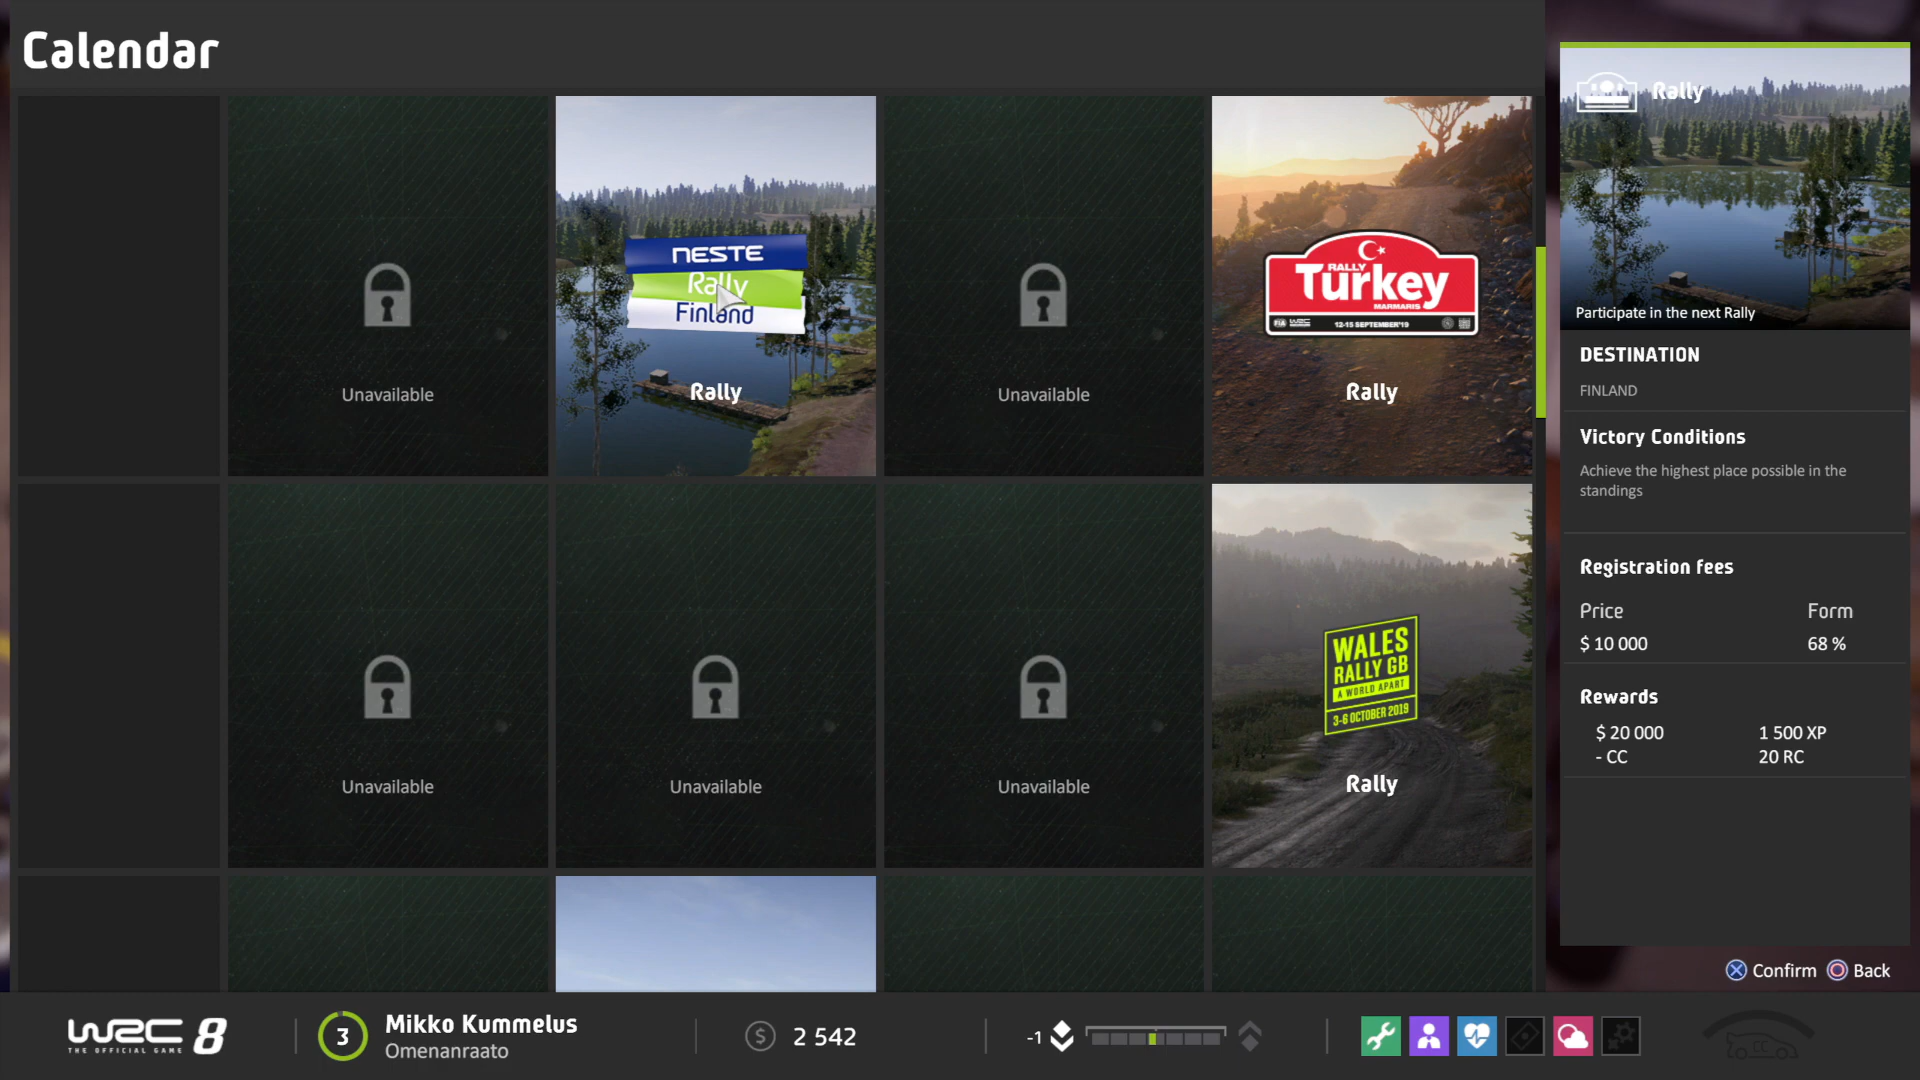 Calendar
Unavailable
NESTE
Rally
Finland
Rally
Unavailable
RALLY
Turkey
MARMARIS
FIA WRC
12-15 SEPTEMBER'19
Rally
Unavailable
Unavailable
Unavailable
WALES
RALLY GB
A WORLD APART
3-6 OCTOBER 2019
Rally
Rally
Participate in the next Rally
DESTINATION
FINLAND
Victory Conditions
Achieve the highest place possible in the
standings
Registration fees
Price Form
$ 10 000 68 %
Rewards
$ 20 000 1 500 XP
- CC 20 RC
Confirm Back
WRC 8
THE OFFICIAL GAME
3
Mikko Kummelus
Omenanraato
$ 2 542
-1
CC